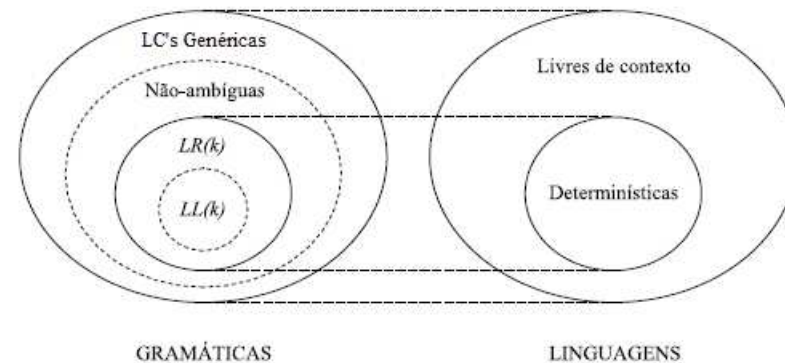 LC's Genéricas
Não-ambíguas
LR(k)
LL(k)
GRAMÁTICAS
Livres de contexto
Determinísticas
LINGUAGENS